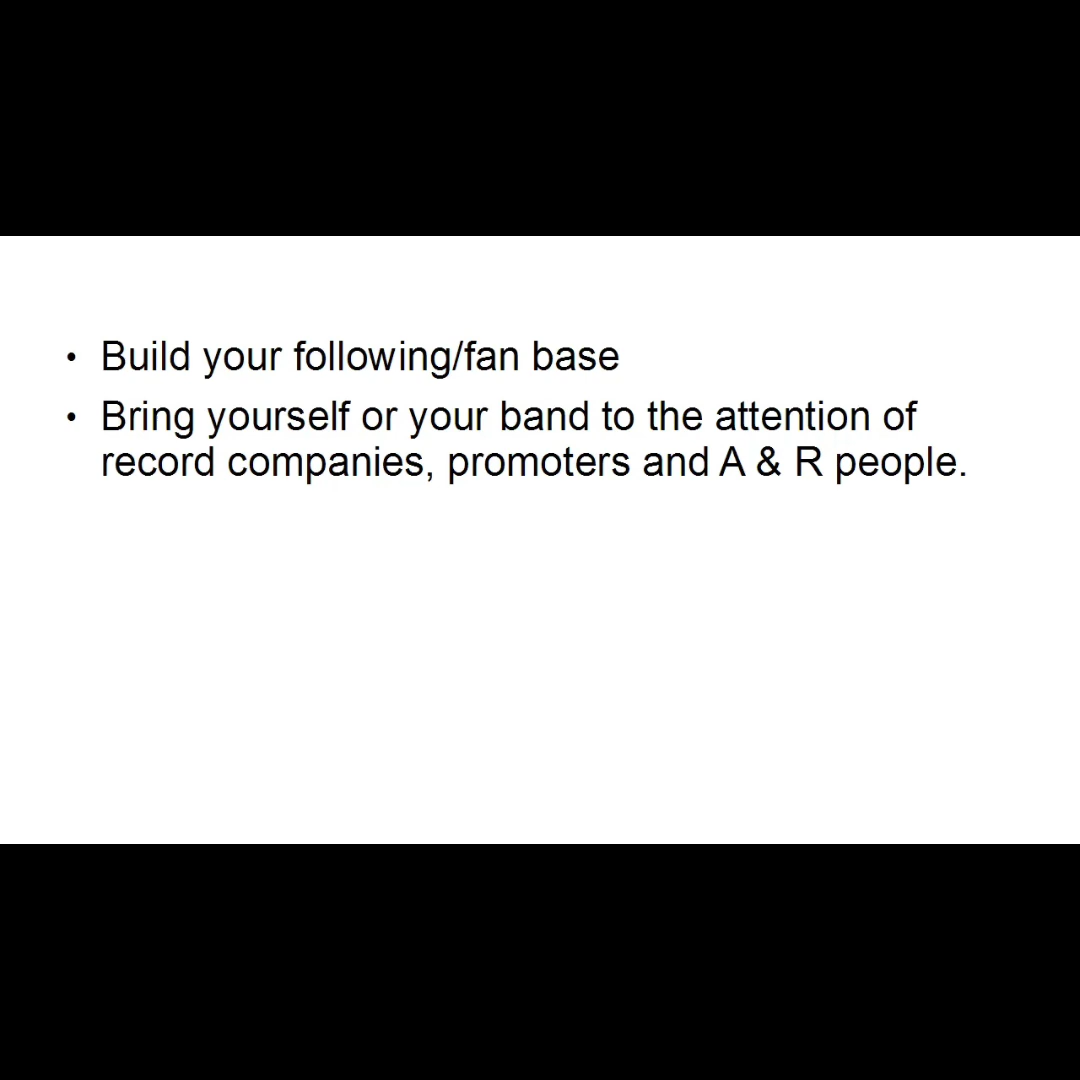 • Build your following/fan base
• Bring yourself or your band to the attention of
record companies, promoters and A & R people.